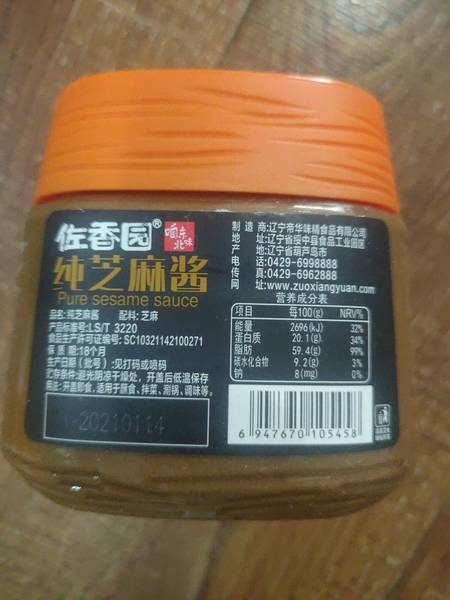 佐香园®
咱东北味
纯芝麻酱
Pure sesame sauce
品名:纯芝麻酱 配料:芝麻
产品标准号:LS/T 3220
食品生产许可证编号:SC10321142100271
保质期:18个月
生产日期(批号):见打码或喷码
贮存条件:避光阴凉干燥处,开盖后低温保存
用法:开盖即食,适用于蘸食、拌菜、涮锅、调味等。
20210114
制造商:辽宁帝华味精食品有限公司
地址:辽宁省绥中县食品工业园区
产地:辽宁省葫芦岛市
电话:0429-6998888
传真:0429-6962888
网址:www.zuoxiangyuan.com
营养成分表
项目 每100(g) NRV%
能量 2696(kJ) 32%
蛋白质 20.1(g) 34%
脂肪 59.4(g) 99%
碳水化合物 9.2(g) 3%
钠 8(mg) 0%
6 947670 105458